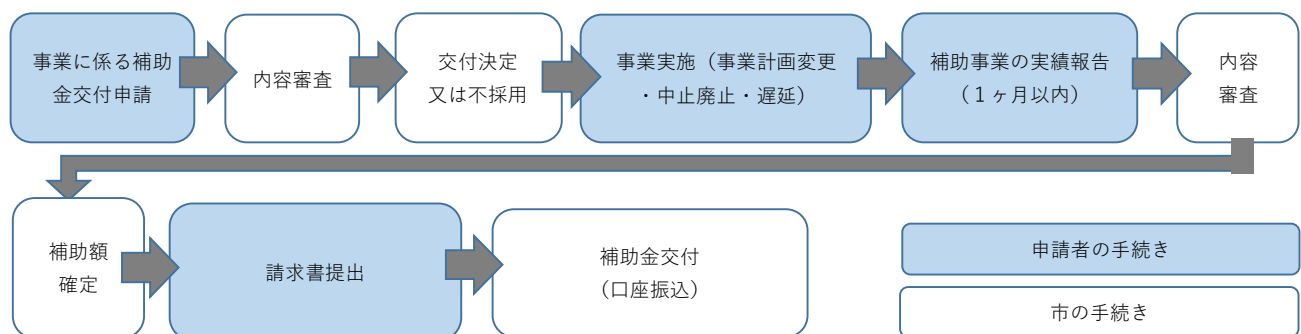 事業に係る補助
金交付申請
内容審査
交付決定
又は不採用
事業実施（事業計画変更
・中止廃止・遅延）
補助事業の実績報告
（１ヶ月以内）
内容
審査
補助額
確定
請求書提出
補助金交付
（口座振込）
申請者の手続き
市の手続き